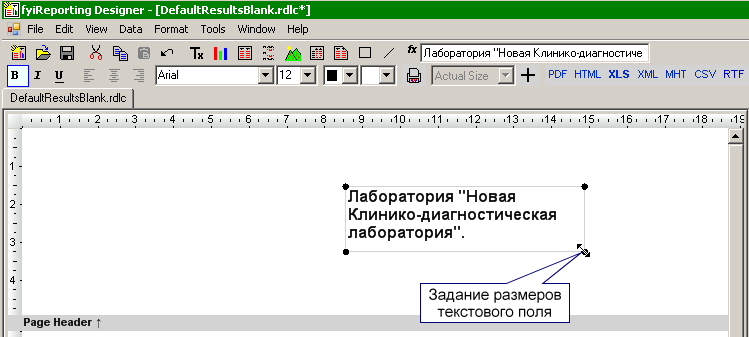 fyiReporting Designer - [DefaultResultsBlank.rdlc*]
File Edit View Data Format Tools Window Help
Tx fx Лаборатория "Новая Клинико-диагностиче
B I U Arial 12 Actual Size PDF HTML XLS XML MHT CSV RTF
DefaultResultsBlank.rdlc
1 2 3 4 5 6 7 8 9 10 11 12 13 14 15 16 17 18 19
1
Лаборатория "Новая
2
Клинико-диагностическая
лаборатория".
3
4
Задание размеров
текстового поля
Page Header ↑